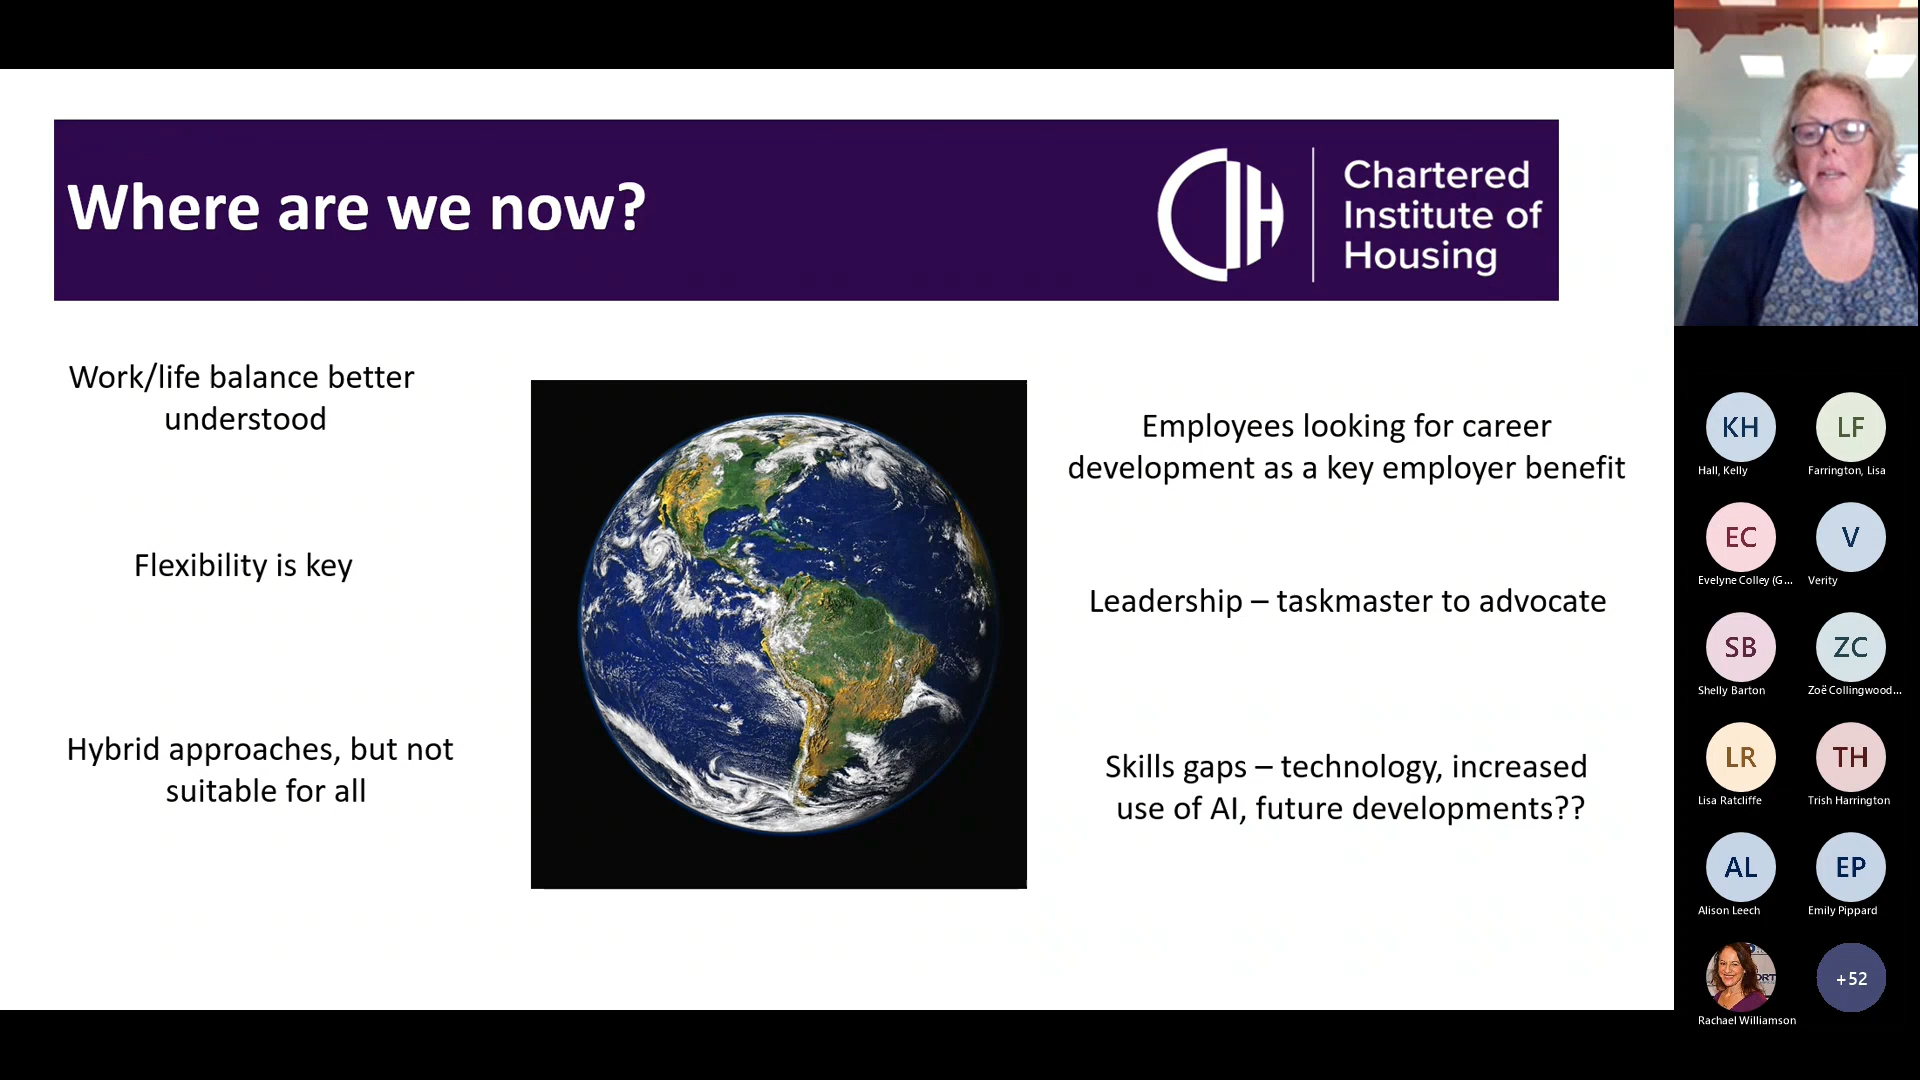 Where are we now?
CIH
Chartered
Institute of
Housing
Work/life balance better
understood
Flexibility is key
Hybrid approaches, but not
suitable for all
Employees looking for career
development as a key employer benefit
Leadership – taskmaster to advocate
Skills gaps – technology, increased
use of AI, future developments??
KH
Hall, Kelly
LF
Farrington, Lisa
EC
Evelyne Colley (G...
V
Verity
SB
Shelly Barton
ZC
Zoë Collingwood...
LR
Lisa Ratcliffe
TH
Trish Harrington
AL
Alison Leech
EP
Emily Pippard
Rachael Williamson
+52